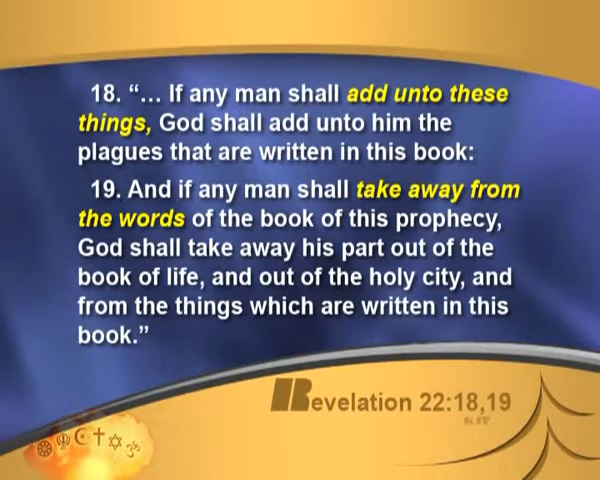 18. “… If any man shall add unto these
things, God shall add unto him the
plagues that are written in this book:
19. And if any man shall take away from
the words of the book of this prophecy,
God shall take away his part out of the
book of life, and out of the holy city, and
from the things which are written in this
book.”
Revelation 22:18,19